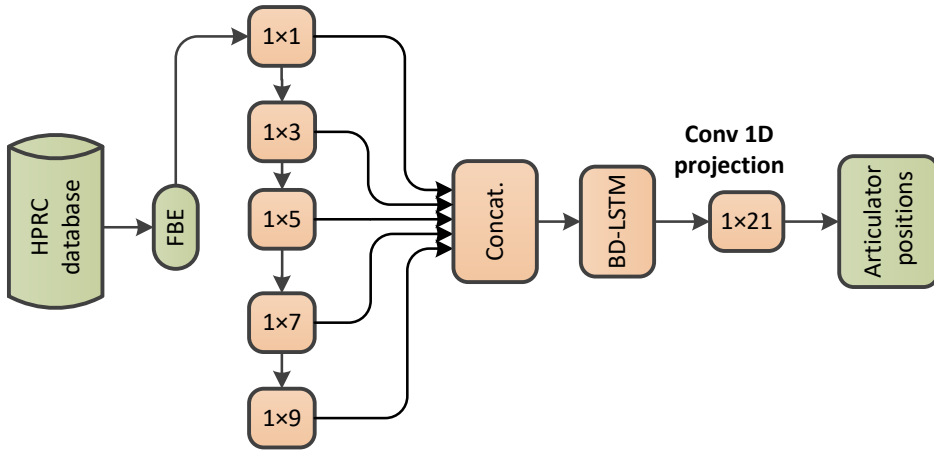 HPRC
database
FBE
1×1
1×3
1×5
1×7
1×9
Concat.
BD-LSTM
Conv 1D
projection
1×21
Articulator
positions